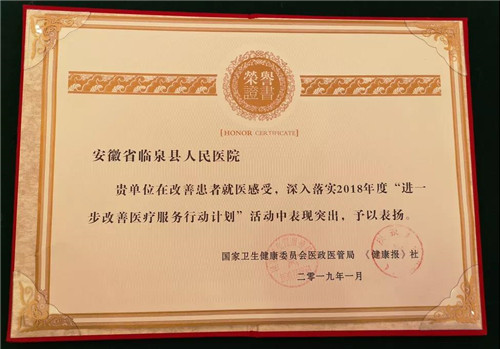 榮譽
證書
[HONOR CERTIFICATE]
安徽省临泉县人民医院
贵单位在改善患者就医感受，深入落实2018年度“进一
步改善医疗服务行动计划”活动中表现突出，予以表扬。
国家卫生健康委员会医政医管局 《健康报》社
二零一九年一月